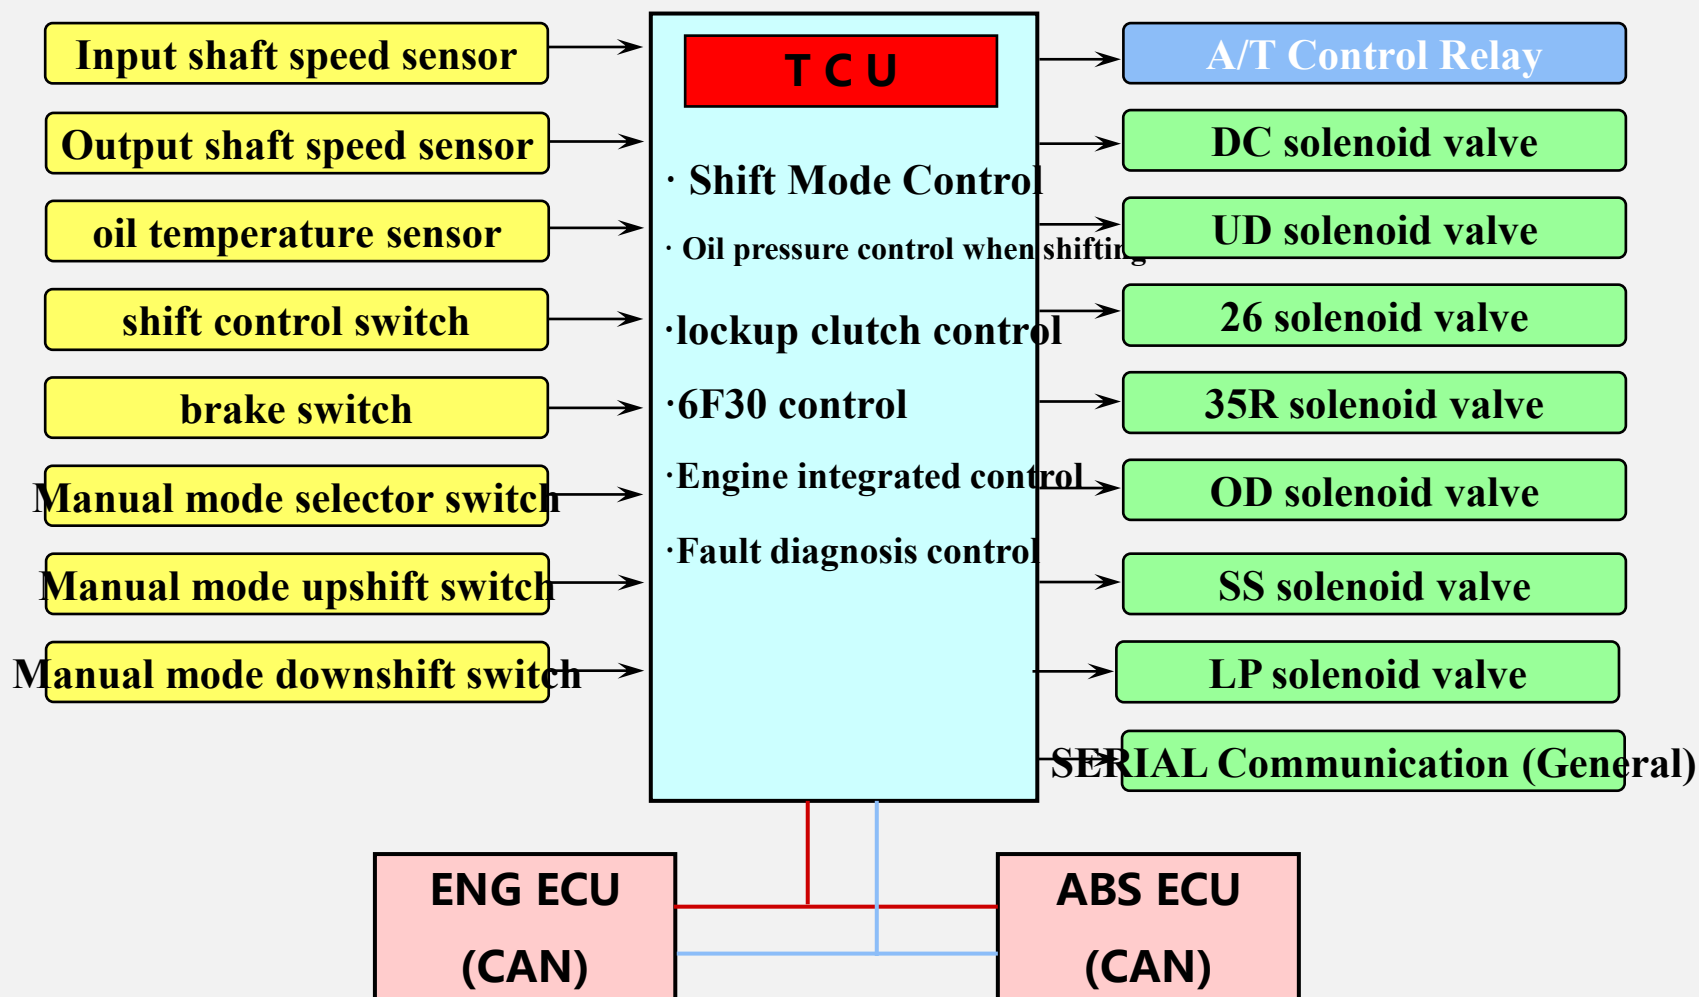 Input shaft speed sensor
Output shaft speed sensor
oil temperature sensor
shift control switch
brake switch
Manual mode selector switch
Manual mode upshift switch
Manual mode downshift switch
T C U
· Shift Mode Control
· Oil pressure control when shifting
·lockup clutch control
·6F30 control
·Engine integrated control
·Fault diagnosis control
A/T Control Relay
DC solenoid valve
UD solenoid valve
26 solenoid valve
35R solenoid valve
OD solenoid valve
SS solenoid valve
LP solenoid valve
SERIAL Communication (General)
ENG ECU
(CAN)
ABS ECU
(CAN)